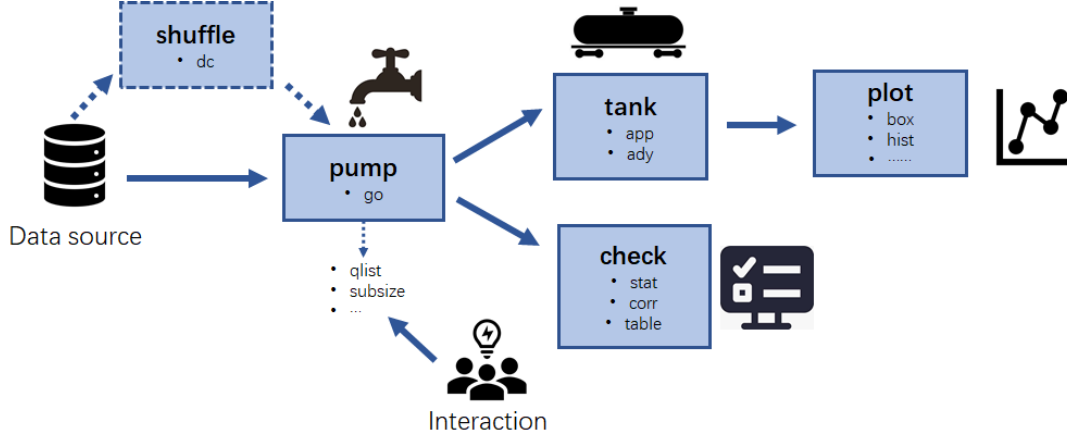 shuffle
• dc
Data source
pump
• go
• qlist
• subsize
• ...
Interaction
tank
• app
• ady
check
• stat
• corr
• table
plot
• box
• hist
• ......